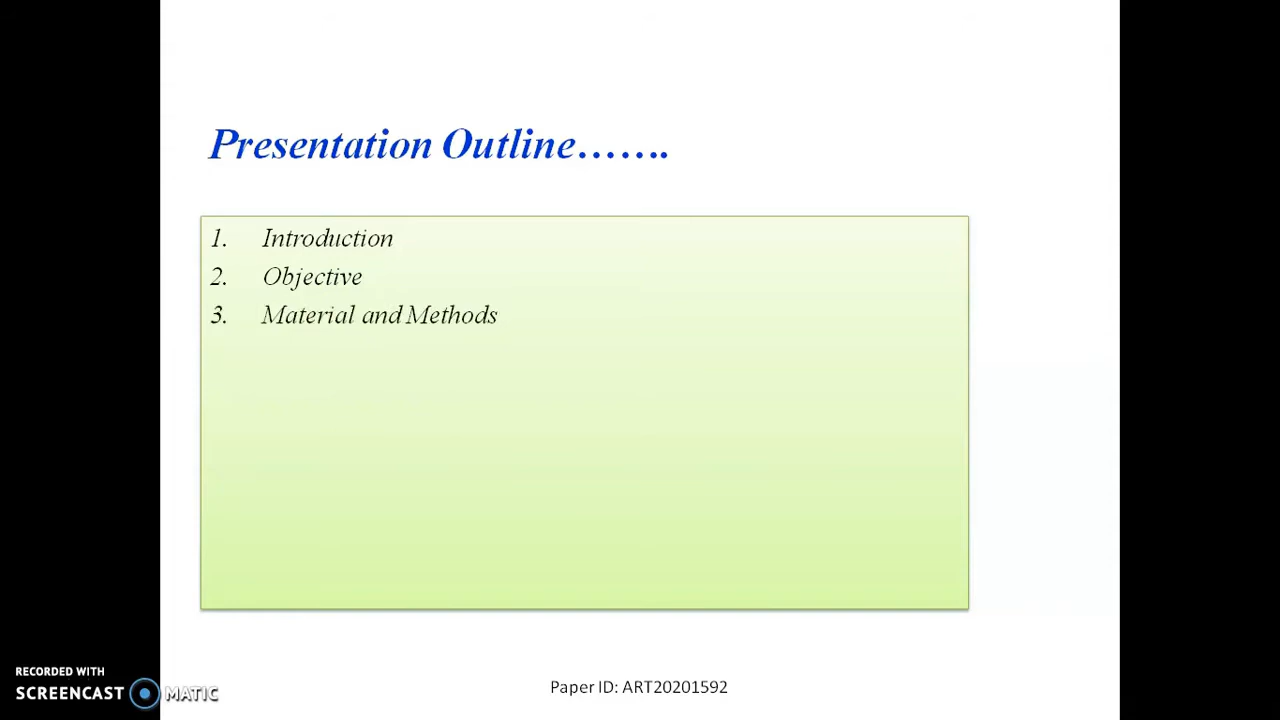 Presentation Outline…….
1. Introduction
2. Objective
3. Material and Methods
RECORDED WITH
SCREENCAST MATIC
Paper ID: ART20201592